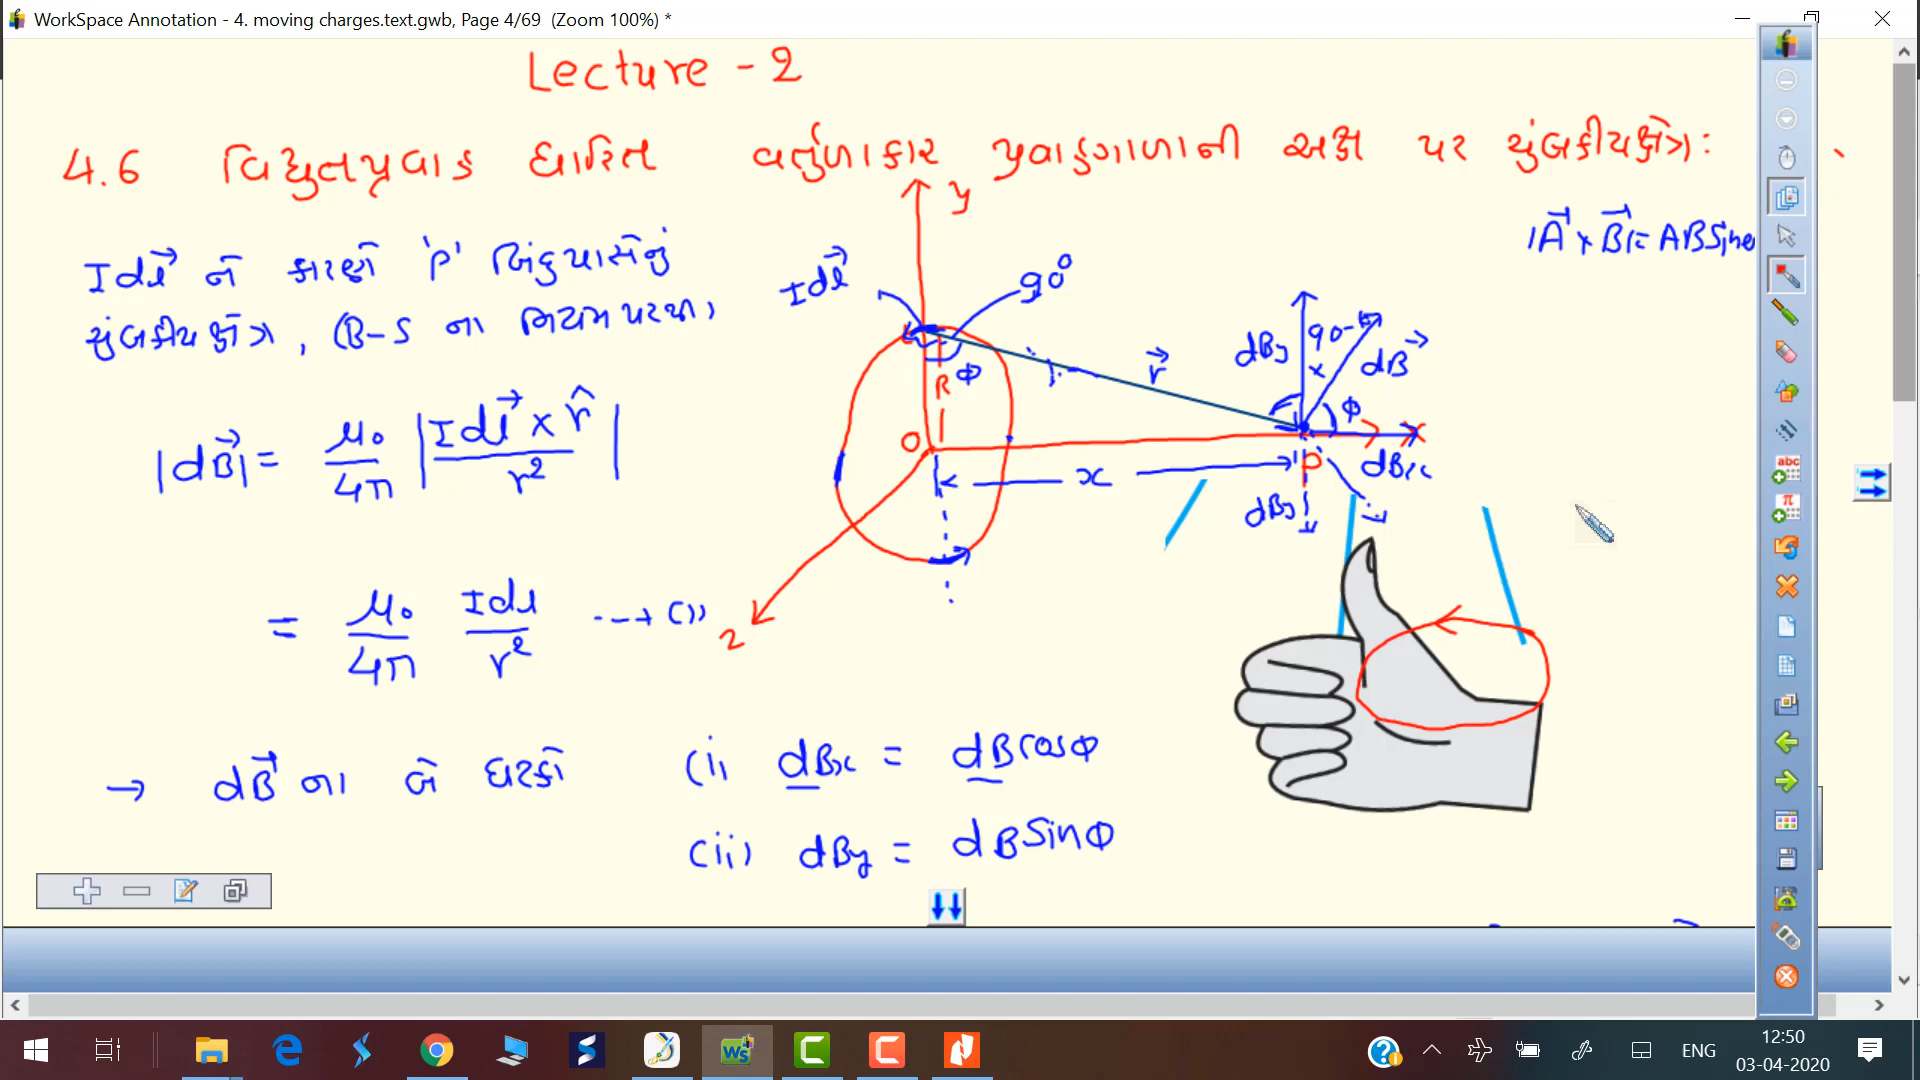 WorkSpace Annotation - 4. moving charges.text.gwb, Page 4/69 (Zoom 100%) *
Lecture - 2
4.6 વિદ્યુતપ્રવાહ ધારિત વર્તુળાકાર પ્રવાહગાળાની અક્ષ પર ચુંબકીયક્ષેત્ર :
y
|A⃗ × B⃗| = AB Sinθ
Idl⃗ ને કારણે 'P' બિંદુ પાસેનું
ચુંબકીયક્ષેત્ર, (B-S ના નિયમ પરથી)
Idl⃗
90°
dBy
90-ϕ
dB⃗
r⃗
R
ϕ
ϕ
O
x
P
dBx
dBy
|dB⃗| = μ₀/4π |Idl⃗ × r̂ / r²|
= μ₀/4π Idl/r² --→ (1)
z
→ dB⃗ ના બે ઘટકો (i) dBx = dB cosϕ
(ii) dBy = dB Sinϕ
abc
π
WS
ENG
12:50
03-04-2020